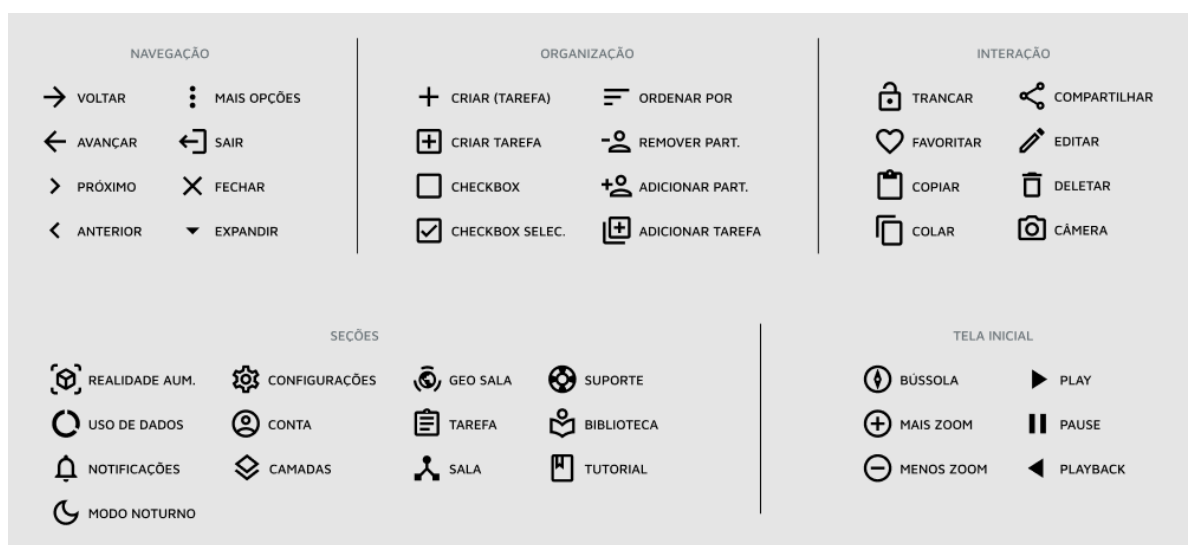 NAVEGAÇÃO
VOLTAR
MAIS OPÇÕES
AVANÇAR
SAIR
PRÓXIMO
FECHAR
ANTERIOR
EXPANDIR
ORGANIZAÇÃO
CRIAR (TAREFA)
ORDENAR POR
CRIAR TAREFA
REMOVER PART.
CHECKBOX
ADICIONAR PART.
CHECKBOX SELEC.
ADICIONAR TAREFA
INTERAÇÃO
TRANCAR
COMPARTILHAR
FAVORITAR
EDITAR
COPIAR
DELETAR
COLAR
CÂMERA
SEÇÕES
REALIDADE AUM.
CONFIGURAÇÕES
GEO SALA
SUPORTE
USO DE DADOS
CONTA
TAREFA
BIBLIOTECA
NOTIFICAÇÕES
CAMADAS
SALA
TUTORIAL
MODO NOTURNO
TELA INICIAL
BÚSSOLA
PLAY
MAIS ZOOM
PAUSE
MENOS ZOOM
PLAYBACK